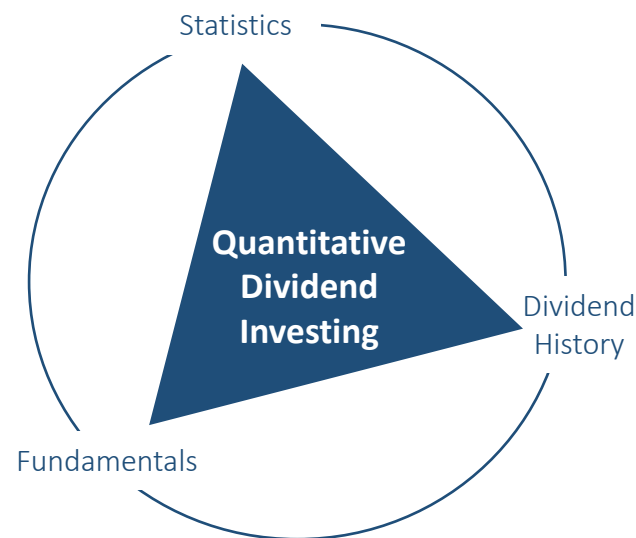 Statistics
Quantitative
Dividend
Investing
Dividend
History
Fundamentals